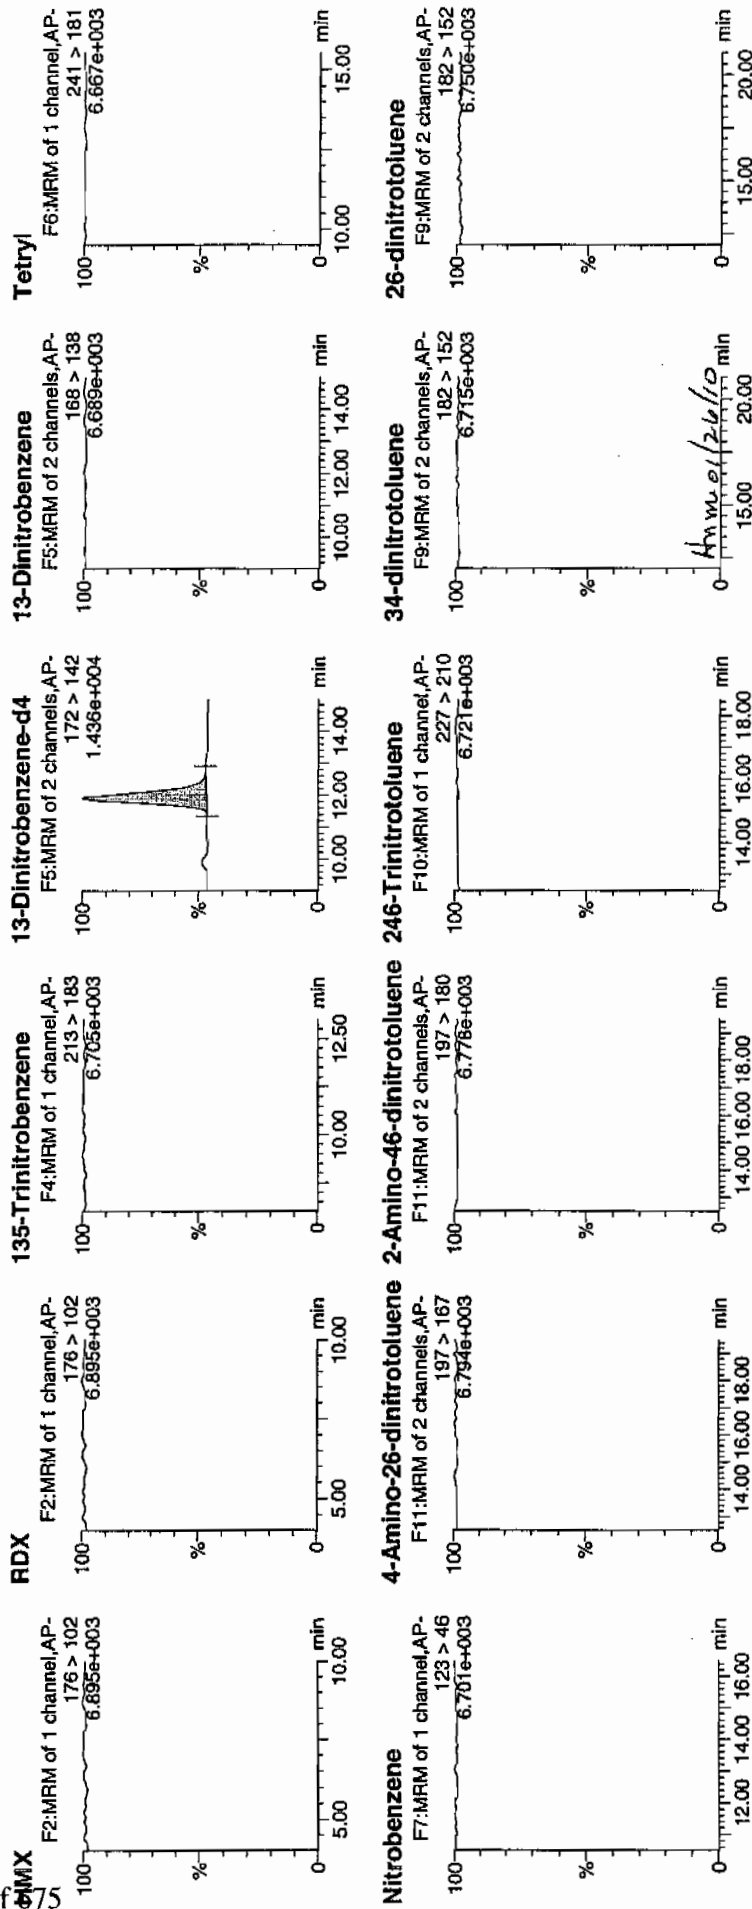 HMX
F2:MRM of 1 channel,AP-
176 > 102
6.895e+003
100
%
0
5.00 10.00 min
RDX
F2:MRM of 1 channel,AP-
176 > 102
6.895e+003
100
%
0
5.00 10.00 min
135-Trinitrobenzene
F4:MRM of 1 channel,AP-
213 > 183
6.705e+003
100
%
0
10.00 12.50 min
13-Dinitrobenzene-d4
F5:MRM of 2 channels,AP-
172 > 142
1.436e+004
100
%
0
10.00 12.00 14.00 min
13-Dinitrobenzene
F5:MRM of 2 channels,AP-
168 > 138
6.689e+003
100
%
0
10.00 12.00 14.00 min
Tetryl
F6:MRM of 1 channel,AP-
241 > 181
6.667e+003
100
%
0
10.00 15.00 min
Nitrobenzene
F7:MRM of 1 channel,AP-
123 > 46
6.701e+003
100
%
0
12.00 14.00 16.00 min
4-Amino-26-dinitrotoluene
F11:MRM of 2 channels,AP-
197 > 167
6.794e+003
100
%
0
14.00 16.00 18.00 min
2-Amino-46-dinitrotoluene
F11:MRM of 2 channels,AP-
197 > 180
6.778e+003
100
%
0
14.00 16.00 18.00 min
246-Trinitrotoluene
F10:MRM of 1 channel,AP-
227 > 210
6.721e+003
100
%
0
14.00 16.00 18.00 min
34-dinitrotoluene
F9:MRM of 2 channels,AP-
182 > 152
6.715e+003
100
%
0
15.00 20.00 min
01/26/10
26-dinitrotoluene
F9:MRM of 2 channels,AP-
182 > 152
6.750e+003
100
%
0
15.00 20.00 min